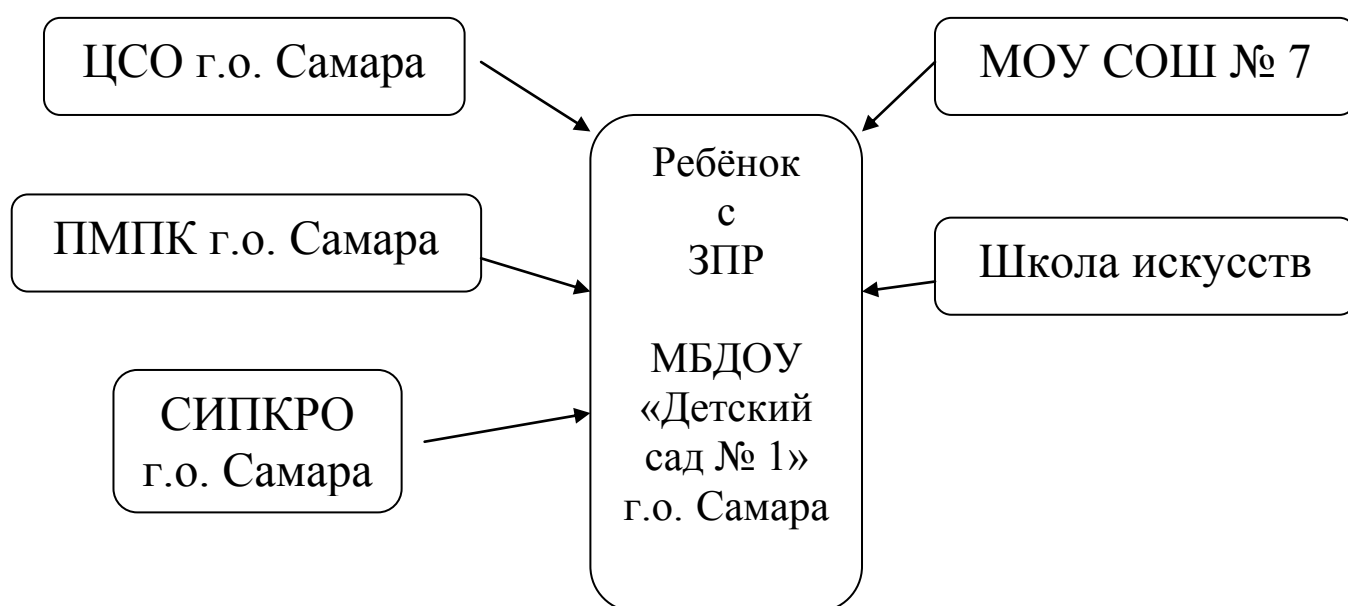 ЦСО г.о. Самара
МОУ СОШ № 7
ПМПК г.о. Самара
Школа искусств
СИПКРО
г.о. Самара
Ребёнок
с
ЗПР
МБДОУ
«Детский
сад № 1»
г.о. Самара